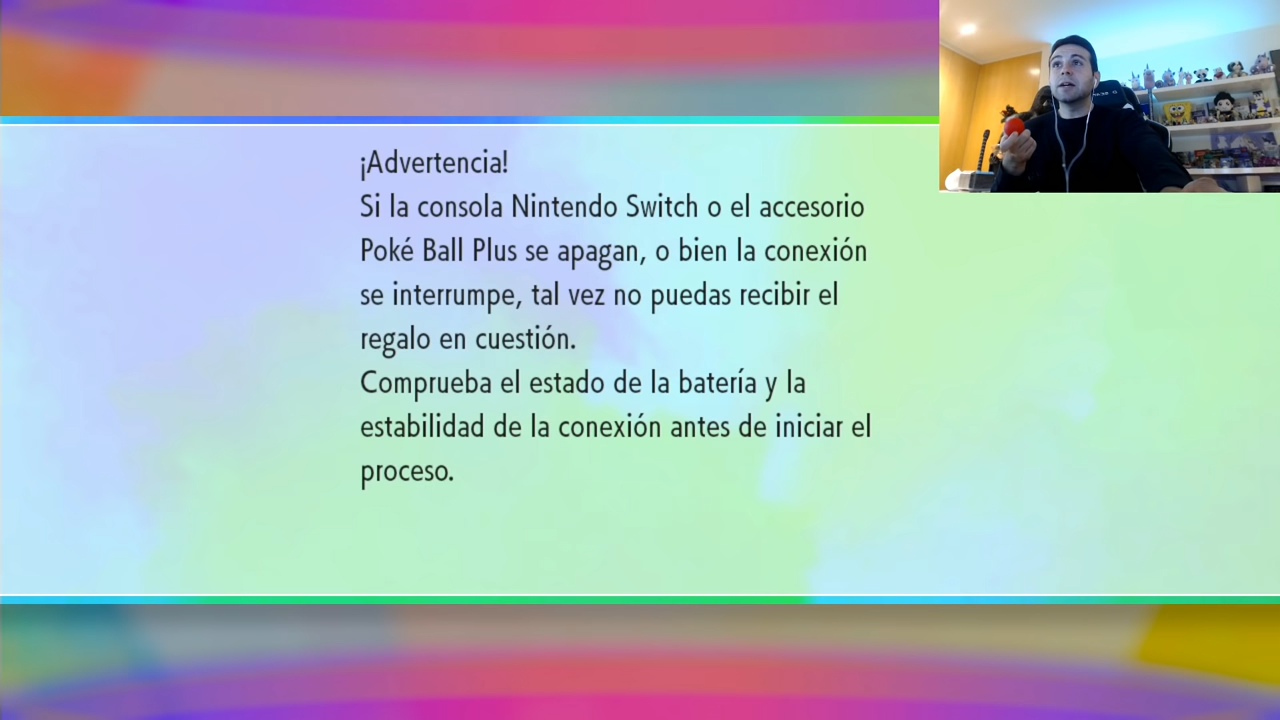 ¡Advertencia!
Si la consola Nintendo Switch o el accesorio
Poké Ball Plus se apagan, o bien la conexión
se interrumpe, tal vez no puedas recibir el
regalo en cuestión.
Comprueba el estado de la batería y la
estabilidad de la conexión antes de iniciar el
proceso.